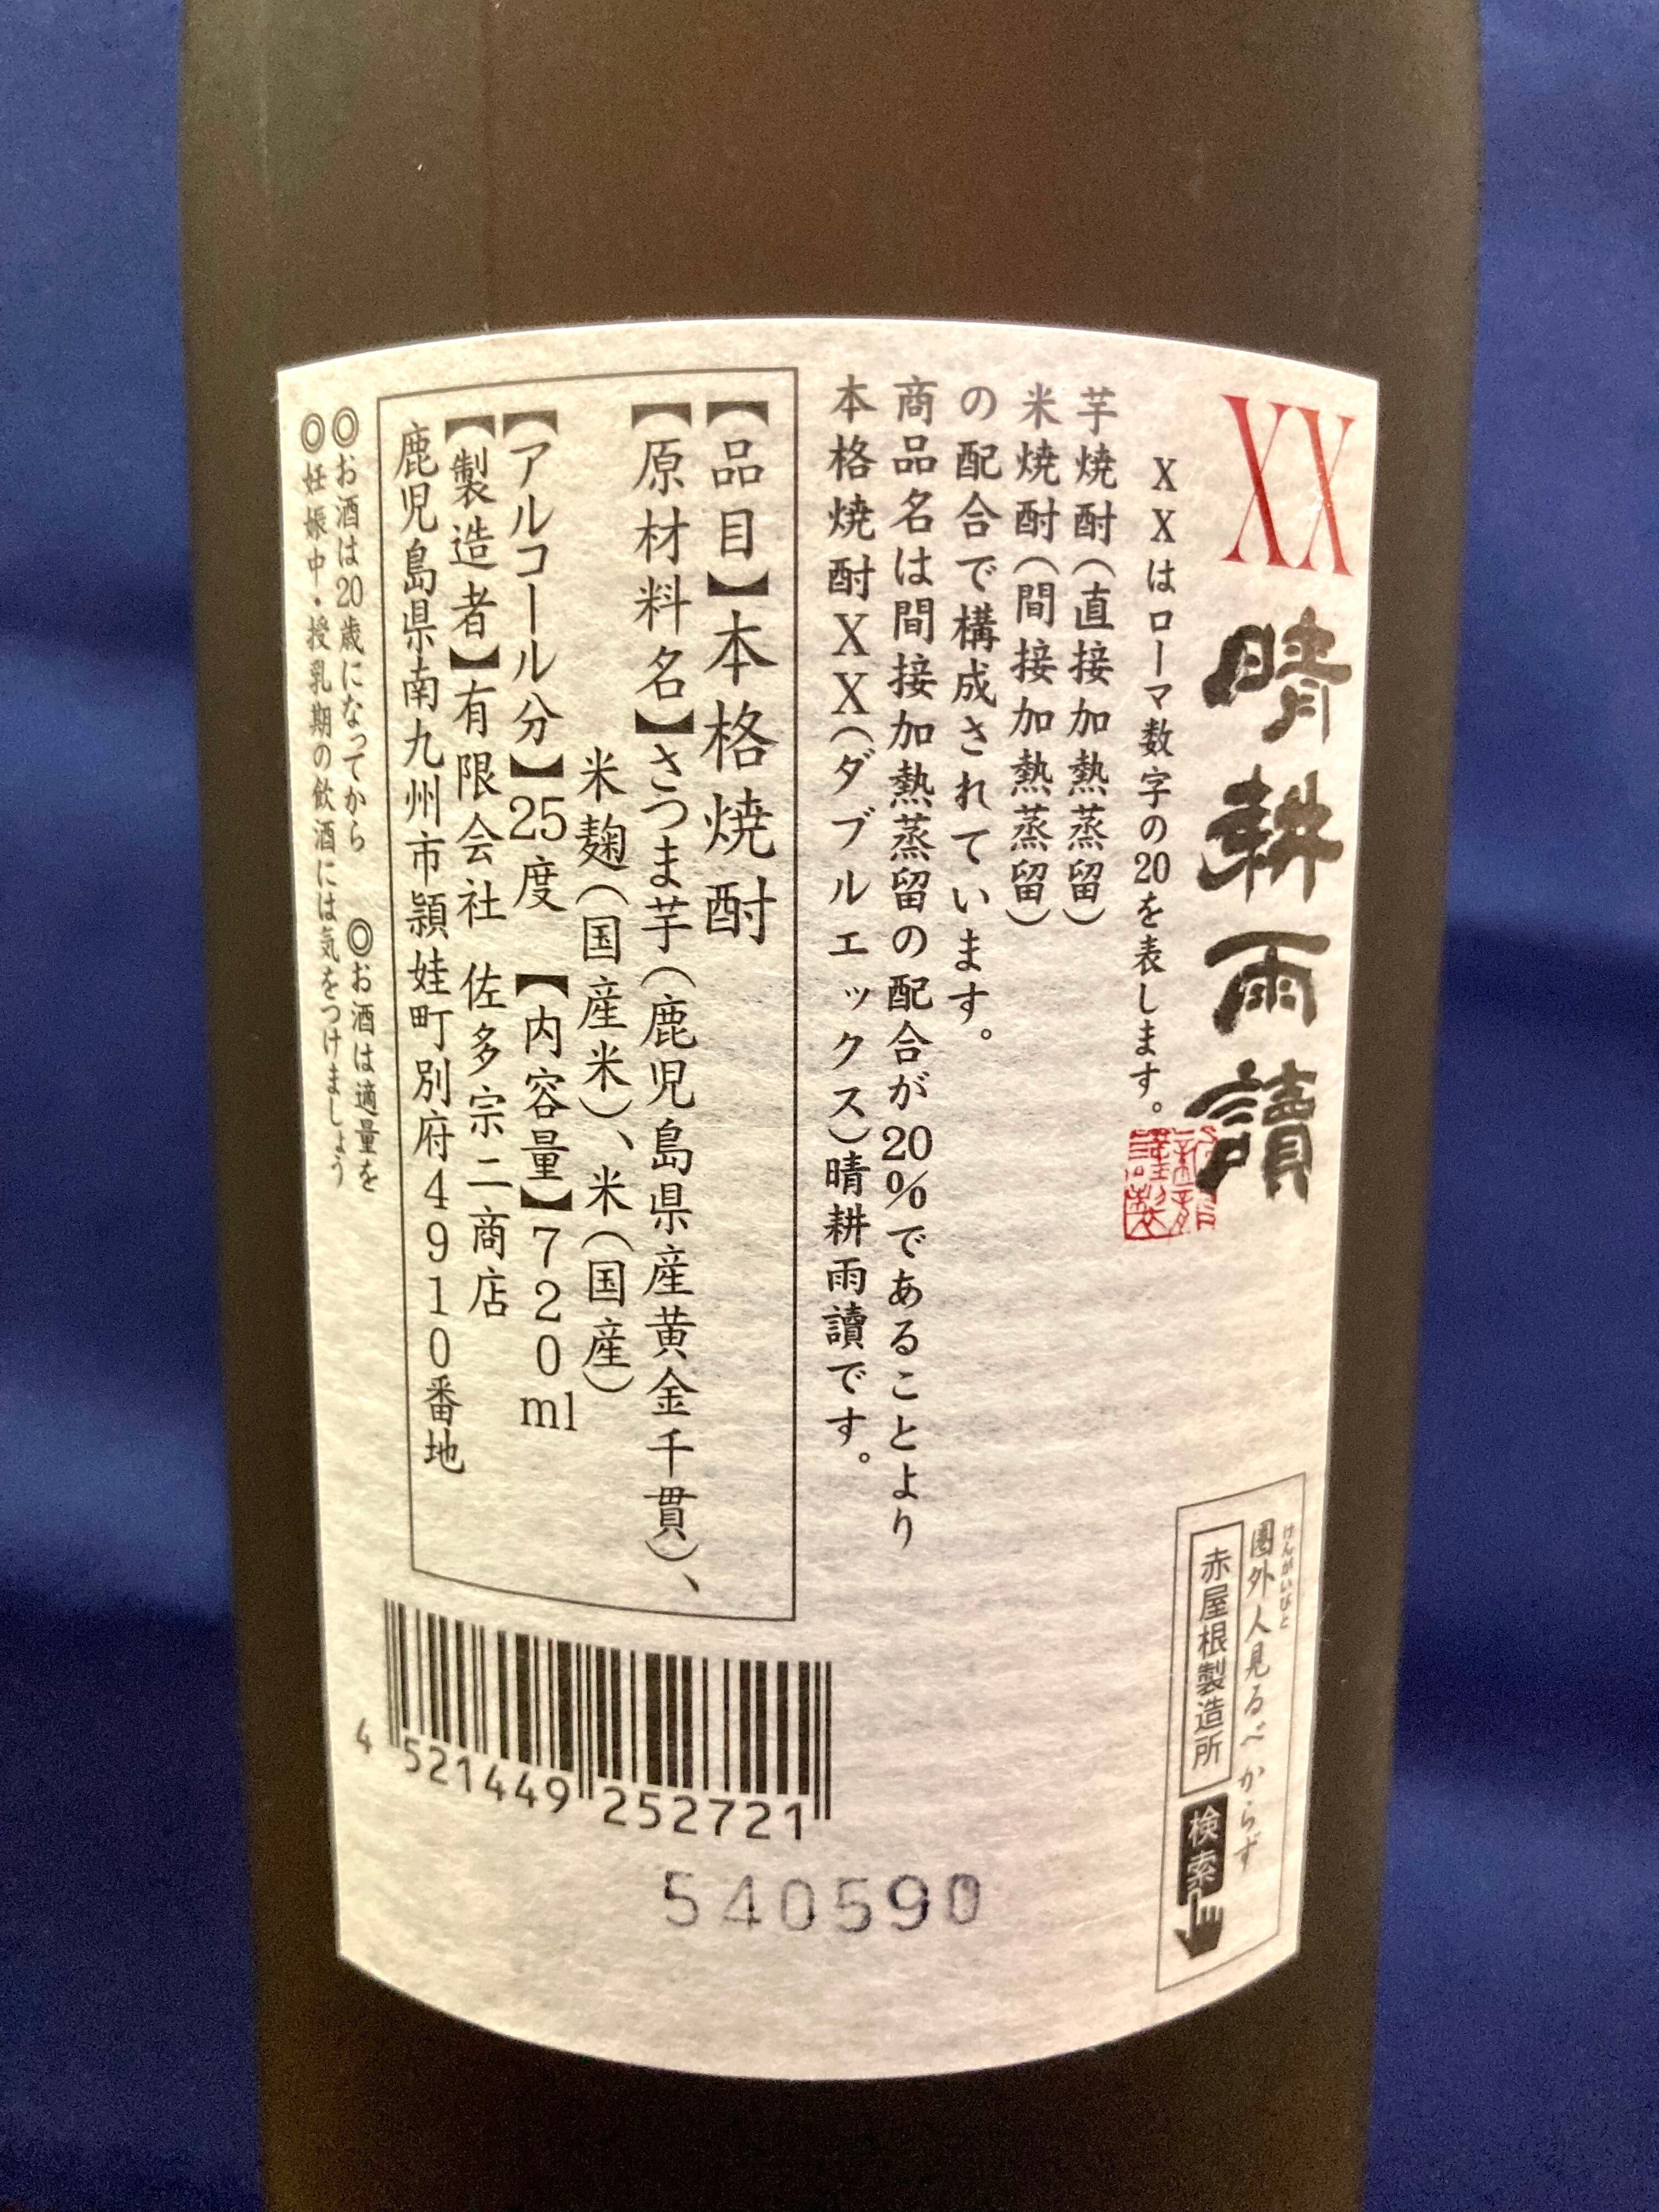 XX 晴耕雨讀
XXはローマ数字の20を表します。
芋焼酎（直接加熱蒸留）
米焼酎（間接加熱蒸留）
の配合で構成されています。
商品名は間接加熱蒸留の配合が20%であることより
本格焼酎XX（ダブルエックス）晴耕雨讀です。
けんがいびと
圏外人見るべからず
赤屋根製造所 検索
【品目】本格焼酎
【原材料名】さつま芋（鹿児島県産黄金千貫）、
米麹（国産米）、米（国産）
【アルコール分】25度 【内容量】720ml
【製造者】有限会社 佐多宗二商店
鹿児島県南九州市頴娃町別府4910番地
◎お酒は20歳になってから ◎お酒は適量を
◎妊娠中・授乳期の飲酒には気をつけましょう
4 521449 252721
540590